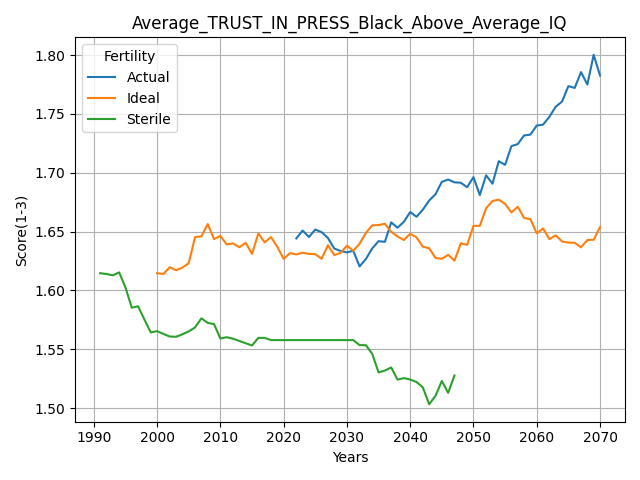 Average_TRUST_IN_PRESS_Black_Above_Average_IQ
Fertility
Actual
Ideal
Sterile
Score(1-3)
1.80
1.75
1.70
1.65
1.60
1.55
1.50
1990 2000 2010 2020 2030 2040 2050 2060 2070
Years